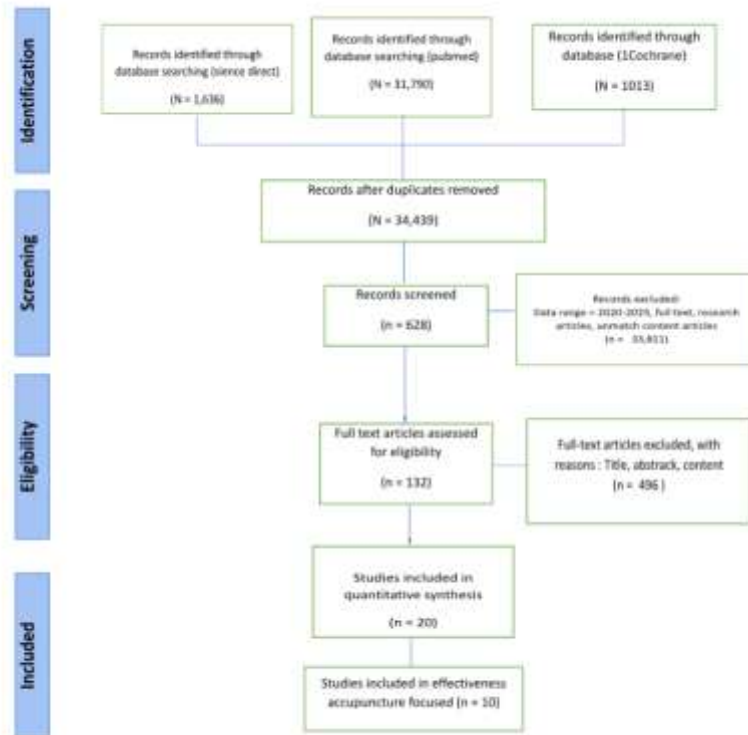 Identification
Records identified through
database searching (sience direct)
(N = 1,636)
Records identified through
database searching (pubmed)
(N = 31,790)
Records identified through
database (1Cochrane)
(N = 1013)
Screening
Records after duplicates removed
(N = 34,439)
Records screened
(n = 628)
Records excluded:
Data range = 2020-2025, full text, research
articles, unmatch content articles
(n = 33,811)
Eligibility
Full text articles assessed
for eligibility
(n = 132)
Full-text articles excluded, with
reasons : Title, abstrack, content
(n = 496 )
Included
Studies included in
quantitative synthesis
(n = 20)
Studies included in effectiveness
accupuncture focused (n = 10)